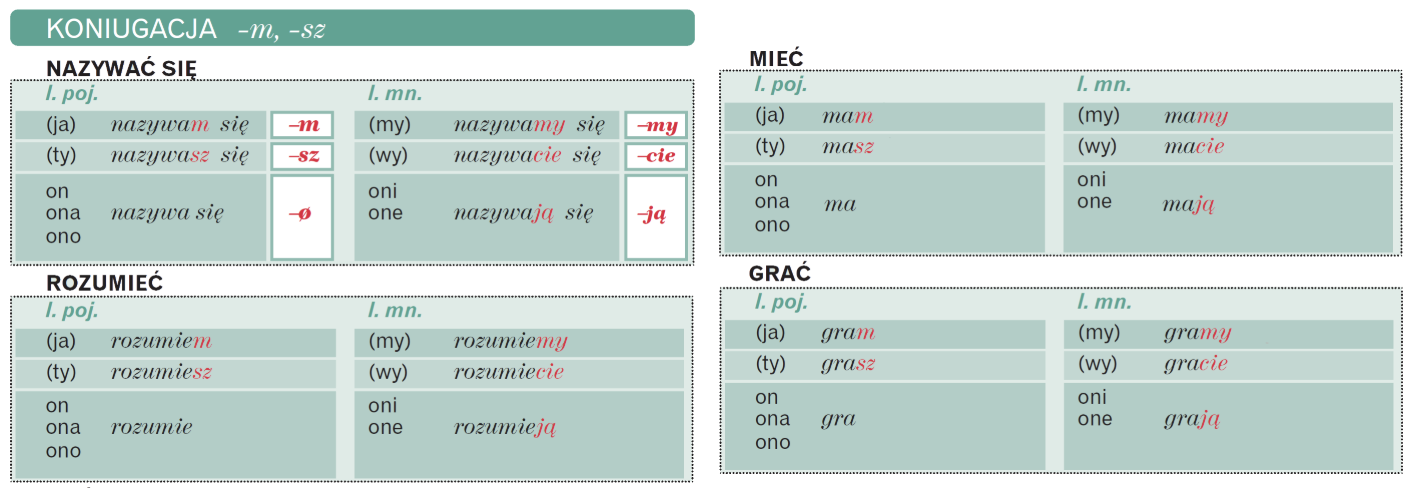 KONIUGACJA -m, -sz
NAZYWAĆ SIĘ
l. poj. l. mn.
(ja) nazywam się -m (my) nazywamy się -my
(ty) nazywasz się -sz (wy) nazywacie się -cie
on oni
ona nazywa się -ø one nazywają się -ją
ono
ROZUMIEĆ
l. poj. l. mn.
(ja) rozumiem (my) rozumiemy
(ty) rozumiesz (wy) rozumiecie
on oni
ona rozumie one rozumieją
ono
MIEĆ
l. poj. l. mn.
(ja) mam (my) mamy
(ty) masz (wy) macie
on oni
ona ma one mają
ono
GRAĆ
l. poj. l. mn.
(ja) gram (my) gramy
(ty) grasz (wy) gracie
on oni
ona gra one grają
ono